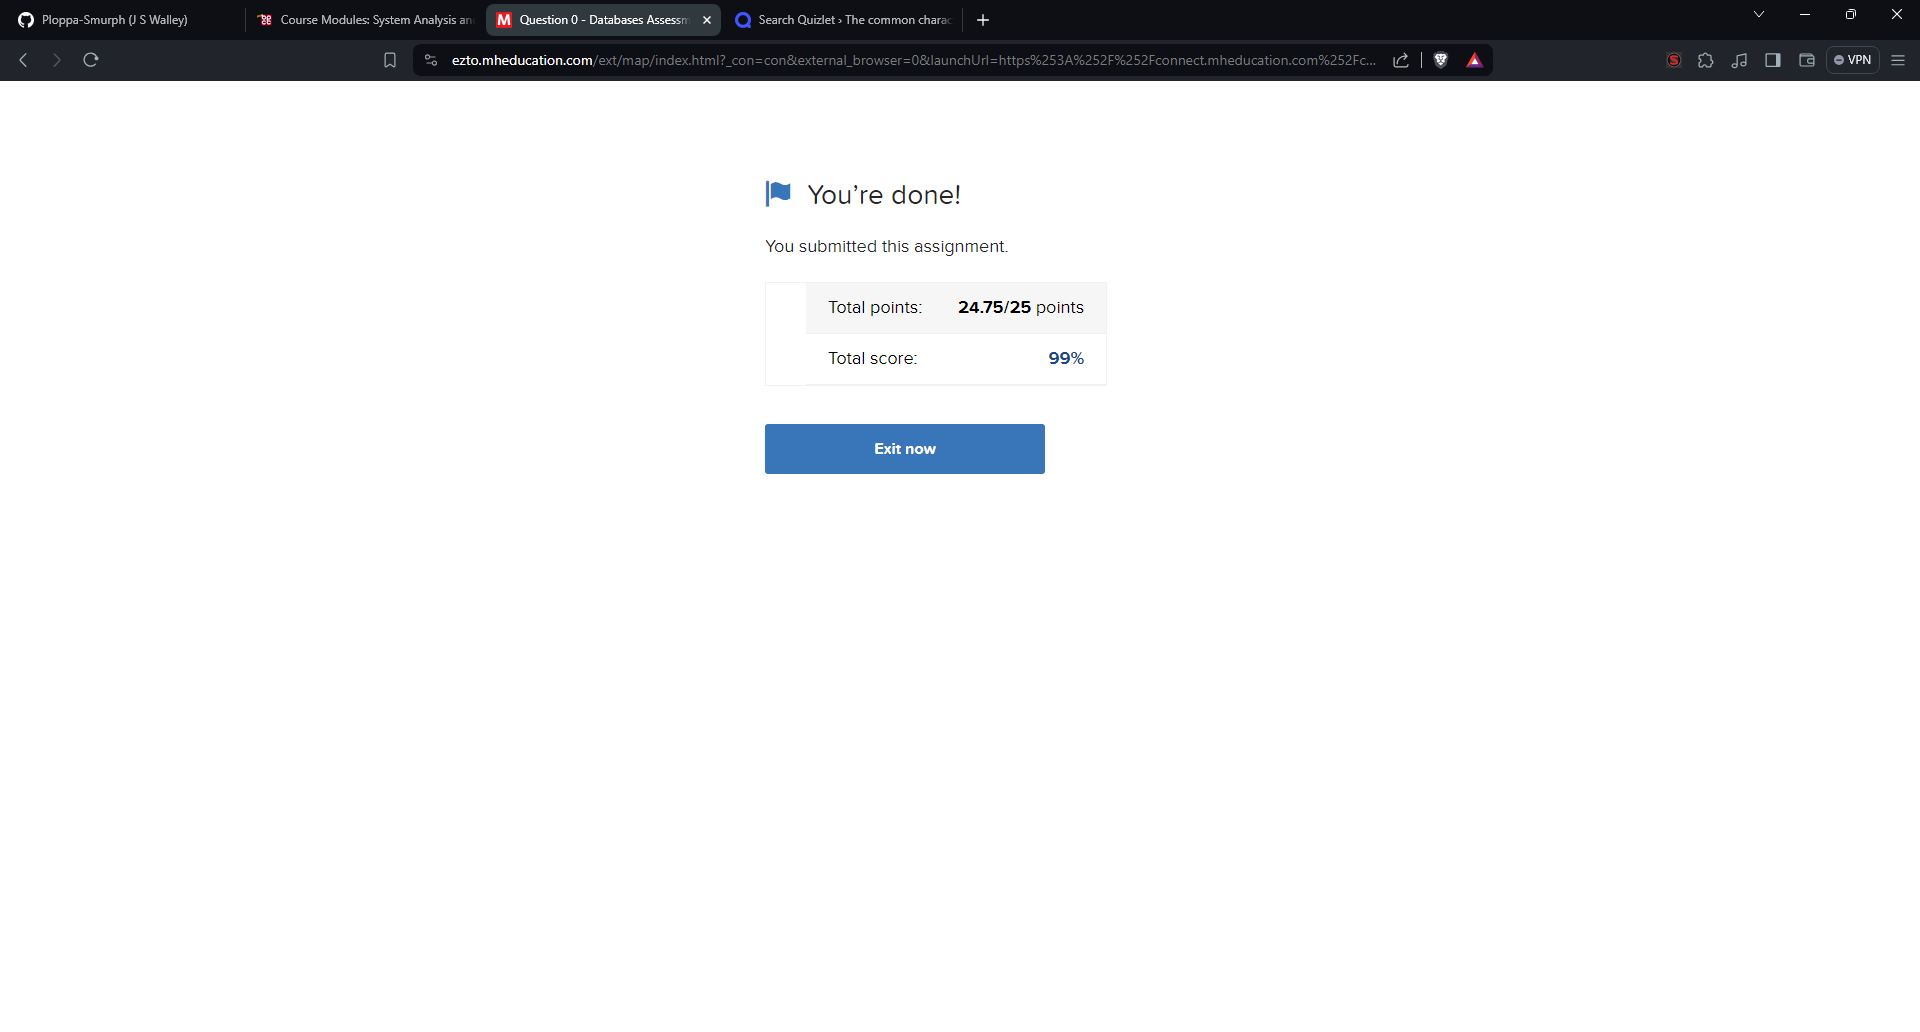 Ploppa-Smurph (J S Walley)
Course Modules: System Analysis an
M Question 0 - Databases Assessm
Search Quizlet › The common charac
ezto.mheducation.com/ext/map/index.html?_con=con&external_browser=0&launchUrl=https%253A%252F%252Fconnect.mheducation.com%252Fc...
S
VPN
You’re done!
You submitted this assignment.
Total points: 24.75/25 points
Total score: 99%
Exit now